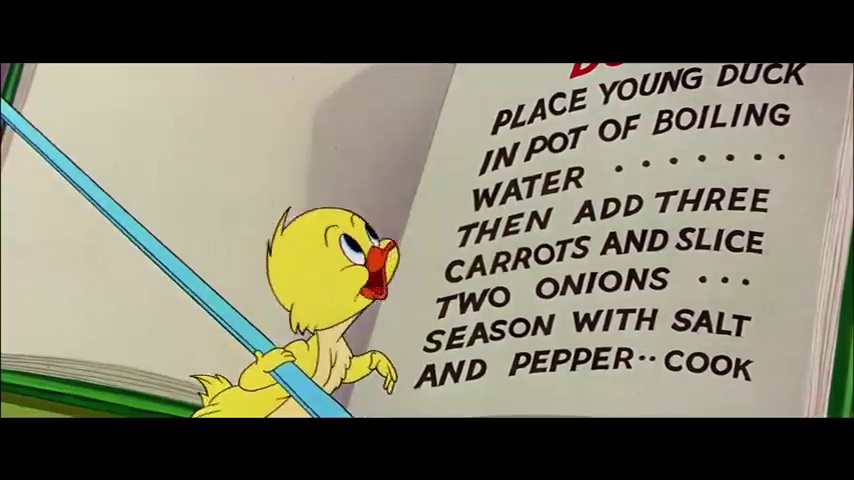 PLACE YOUNG DUCK
IN POT OF BOILING
WATER ········
THEN ADD THREE
CARROTS AND SLICE
TWO ONIONS ···
SEASON WITH SALT
AND PEPPER·· COOK